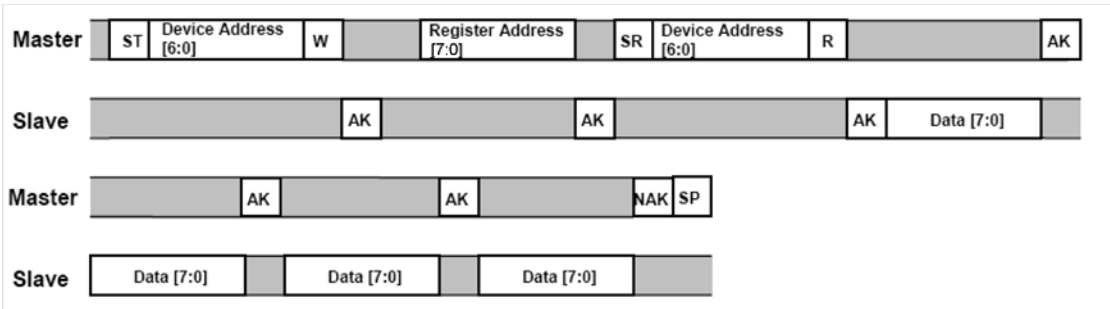 Master ST Device Address [6:0] W Register Address [7:0] SR Device Address [6:0] R AK
Slave AK AK AK Data [7:0]
Master AK AK NAK SP
Slave Data [7:0] Data [7:0] Data [7:0]